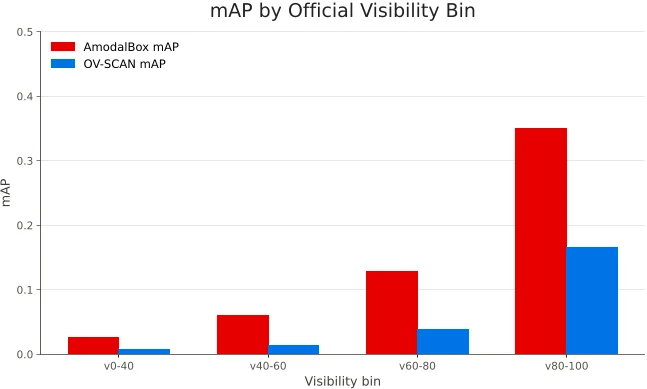 mAP by Official Visibility Bin
AmodalBox mAP
OV-SCAN mAP
mAP
0.5
0.4
0.3
0.2
0.1
0.0
v0-40
v40-60
v60-80
v80-100
Visibility bin